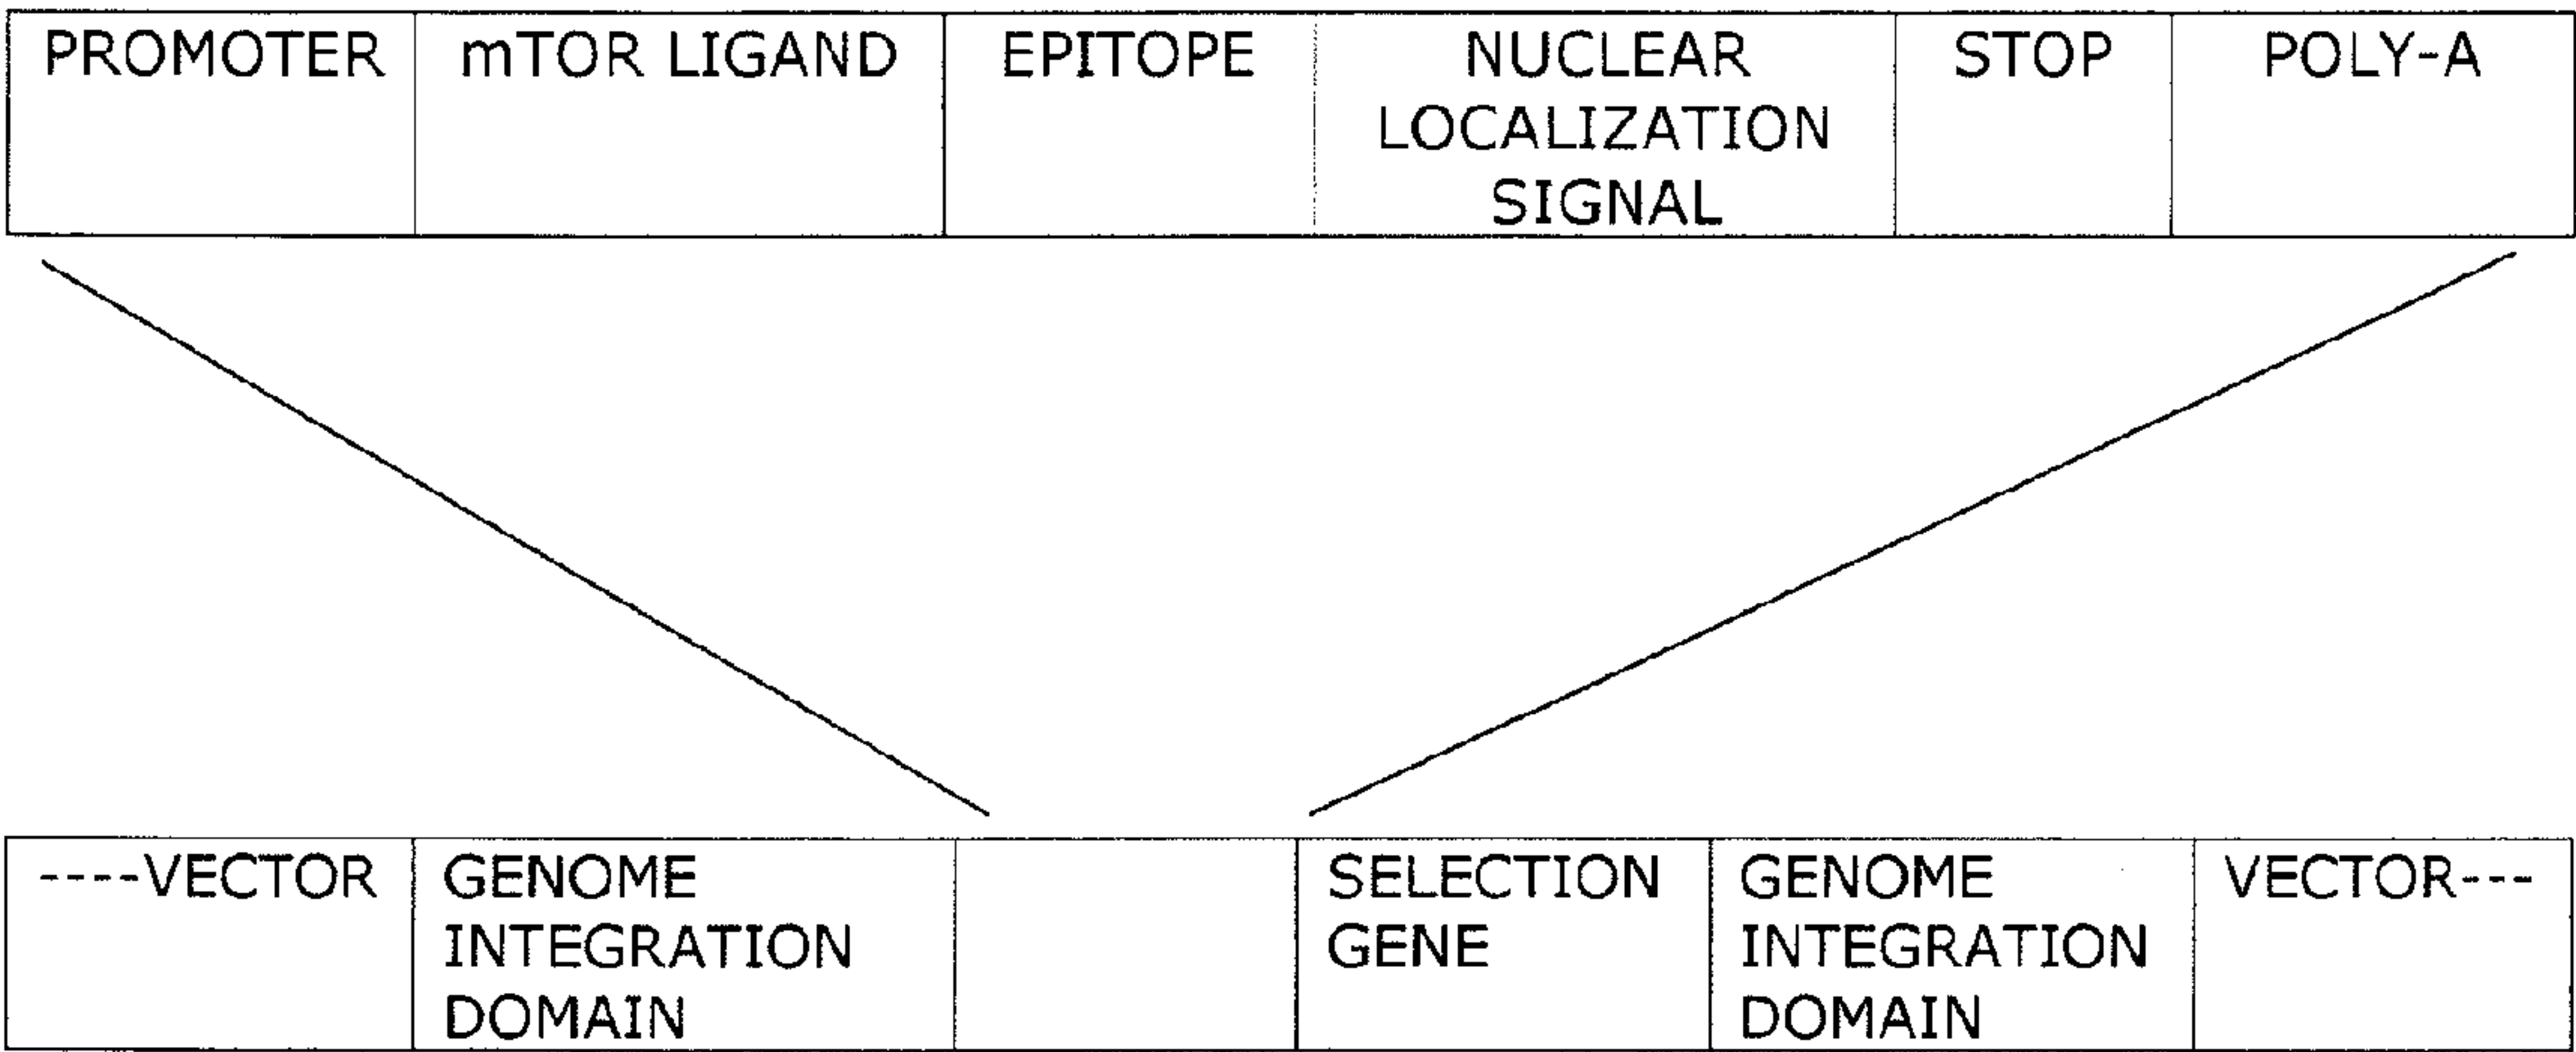 PROMOTER
mTOR LIGAND
EPITOPE
NUCLEAR
LOCALIZATION
SIGNAL
STOP
POLY-A
----VECTOR
GENOME
INTEGRATION
DOMAIN
SELECTION
GENE
GENOME
INTEGRATION
DOMAIN
VECTOR---